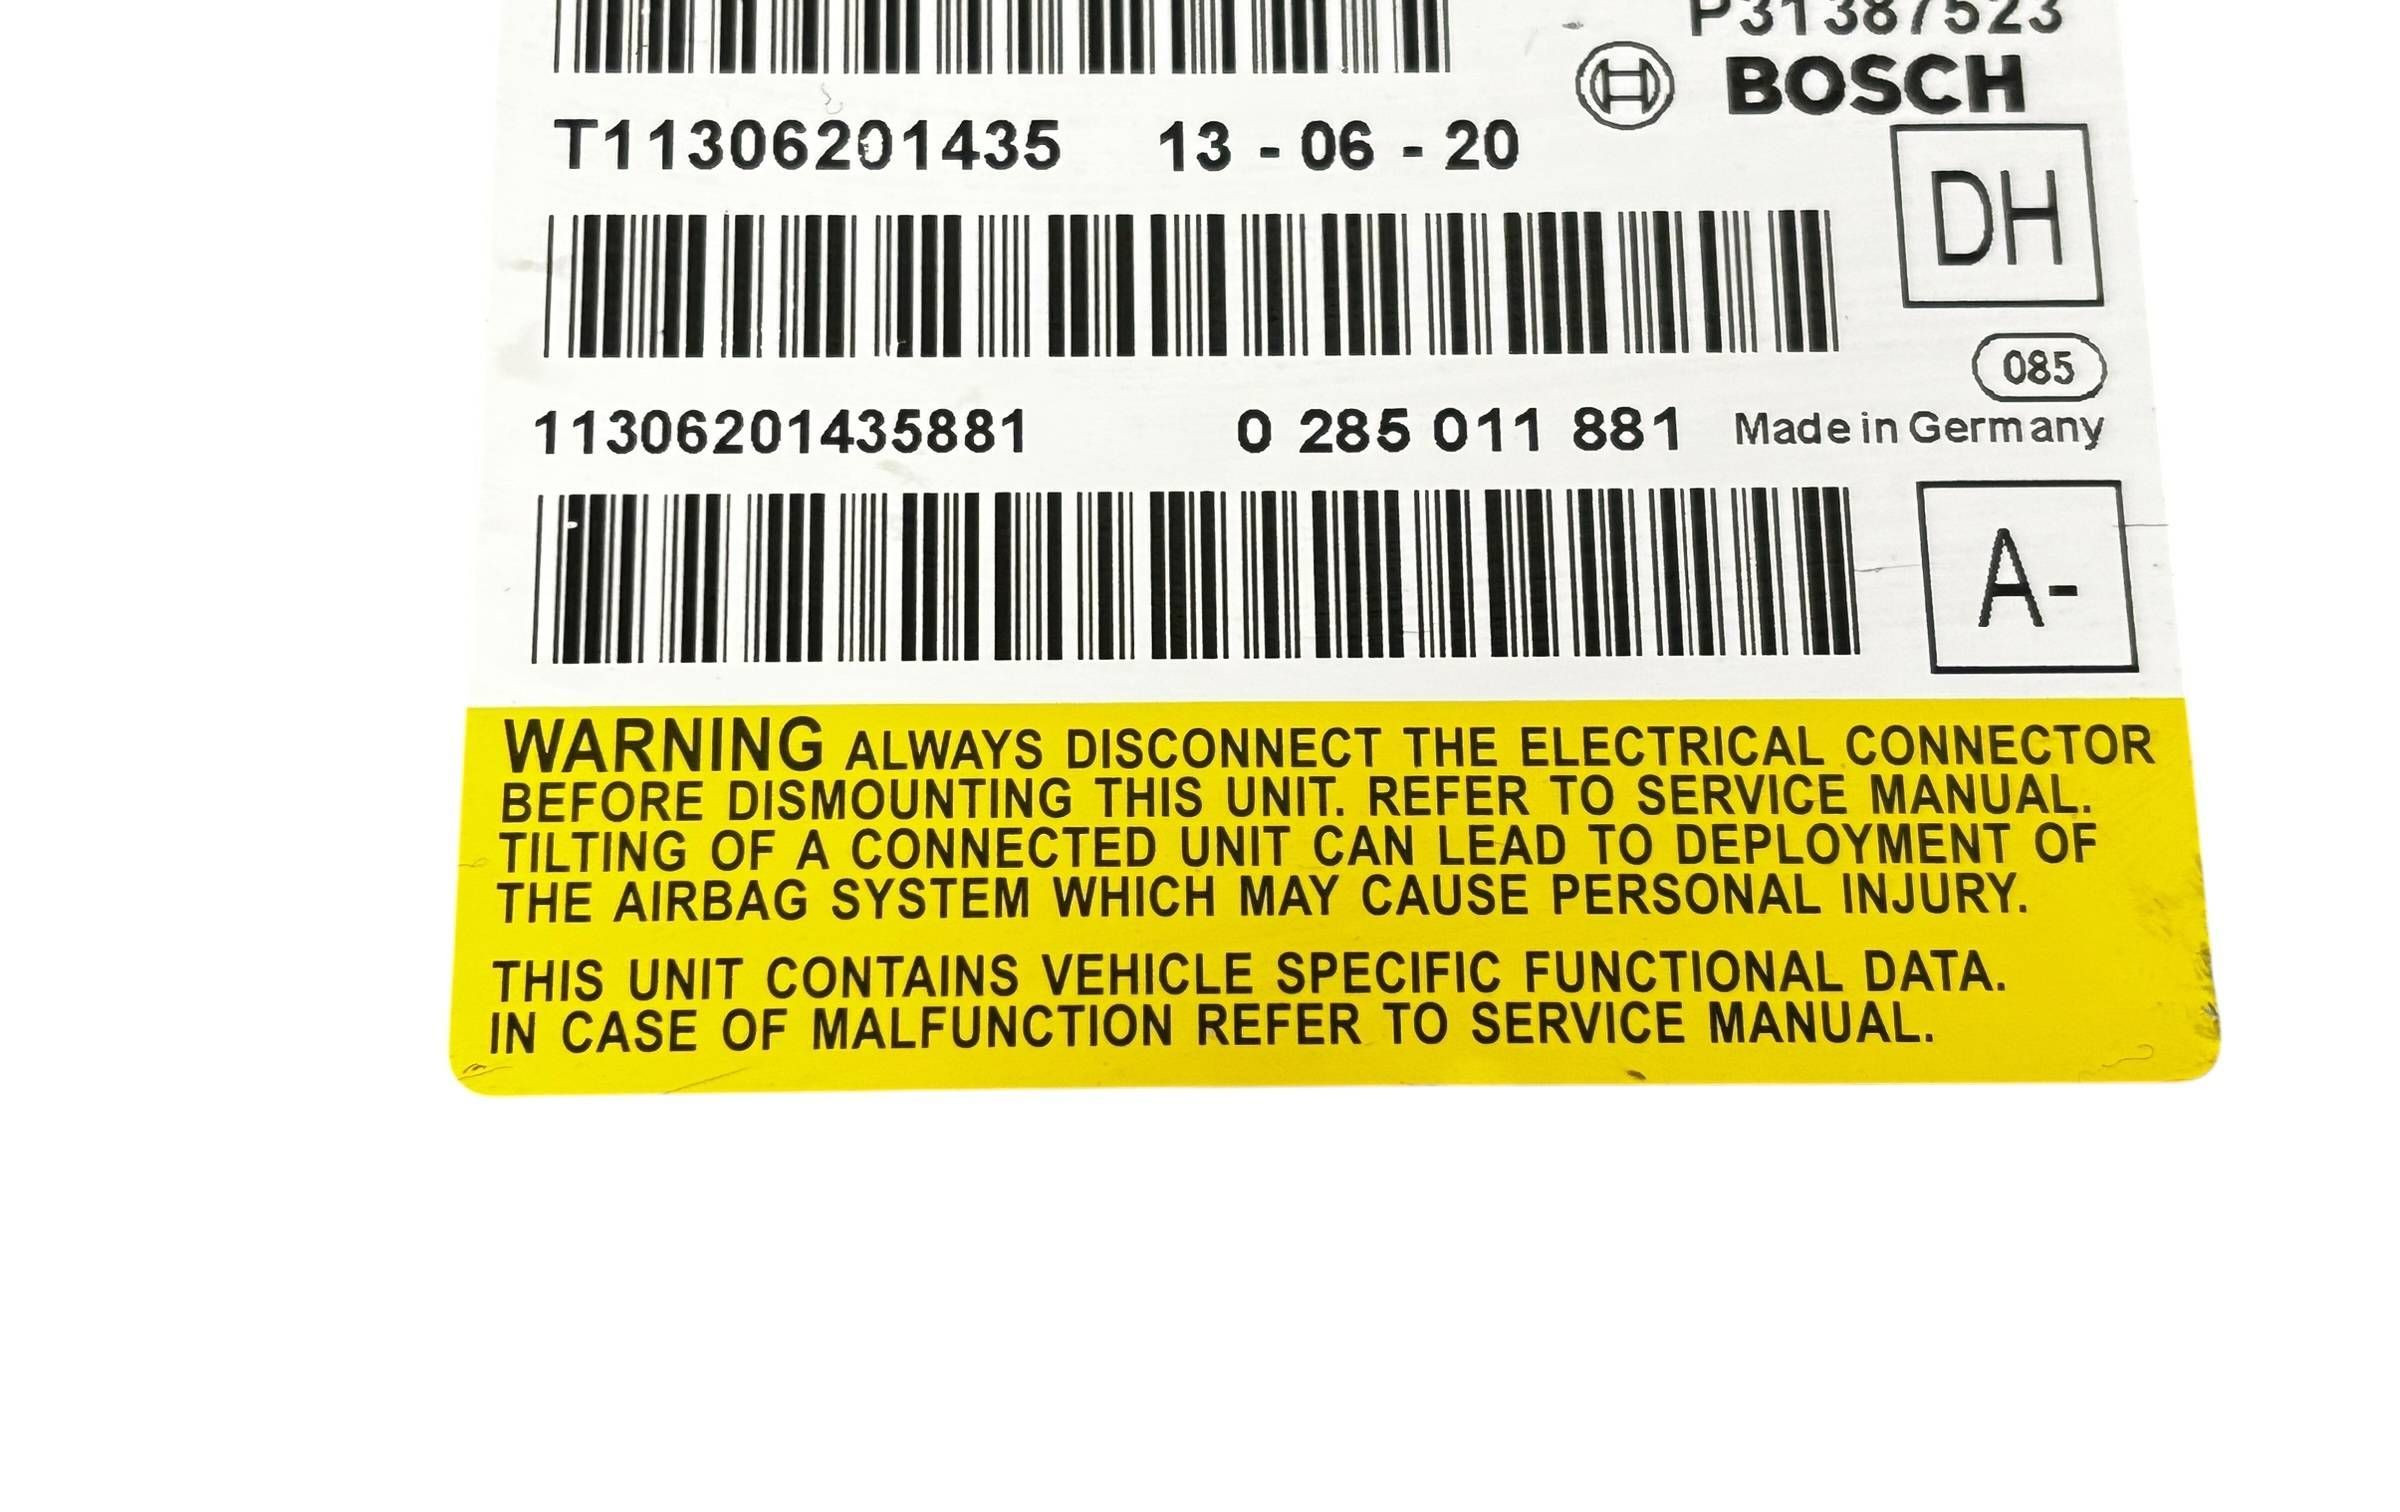 P31387523
BOSCH
T11306201435 13 - 06 - 20
DH
085
11306201435881 0 285 011 881 Made in Germany
A-
WARNING ALWAYS DISCONNECT THE ELECTRICAL CONNECTOR
BEFORE DISMOUNTING THIS UNIT. REFER TO SERVICE MANUAL.
TILTING OF A CONNECTED UNIT CAN LEAD TO DEPLOYMENT OF
THE AIRBAG SYSTEM WHICH MAY CAUSE PERSONAL INJURY.
THIS UNIT CONTAINS VEHICLE SPECIFIC FUNCTIONAL DATA.
IN CASE OF MALFUNCTION REFER TO SERVICE MANUAL.